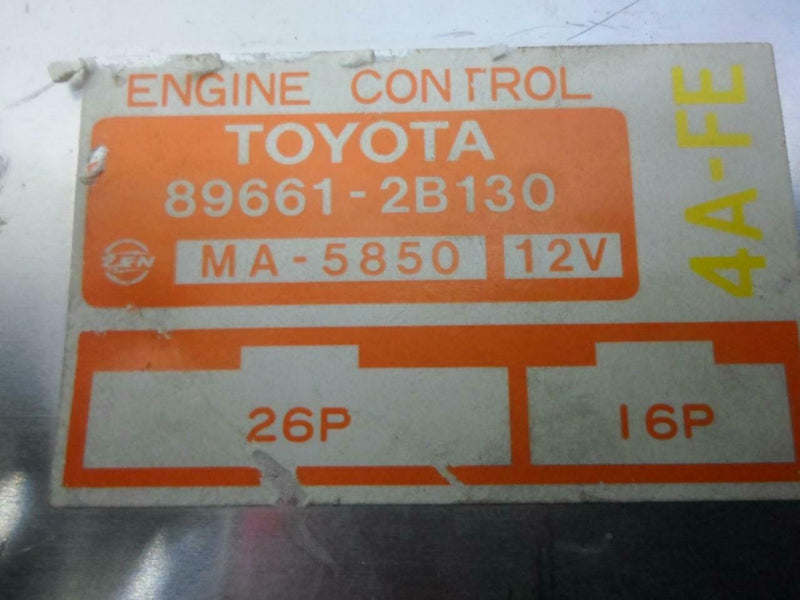 ENGINE CONTROL
TOYOTA
89661-2B130
MA-5850 12V
4A-FE
26P 16P